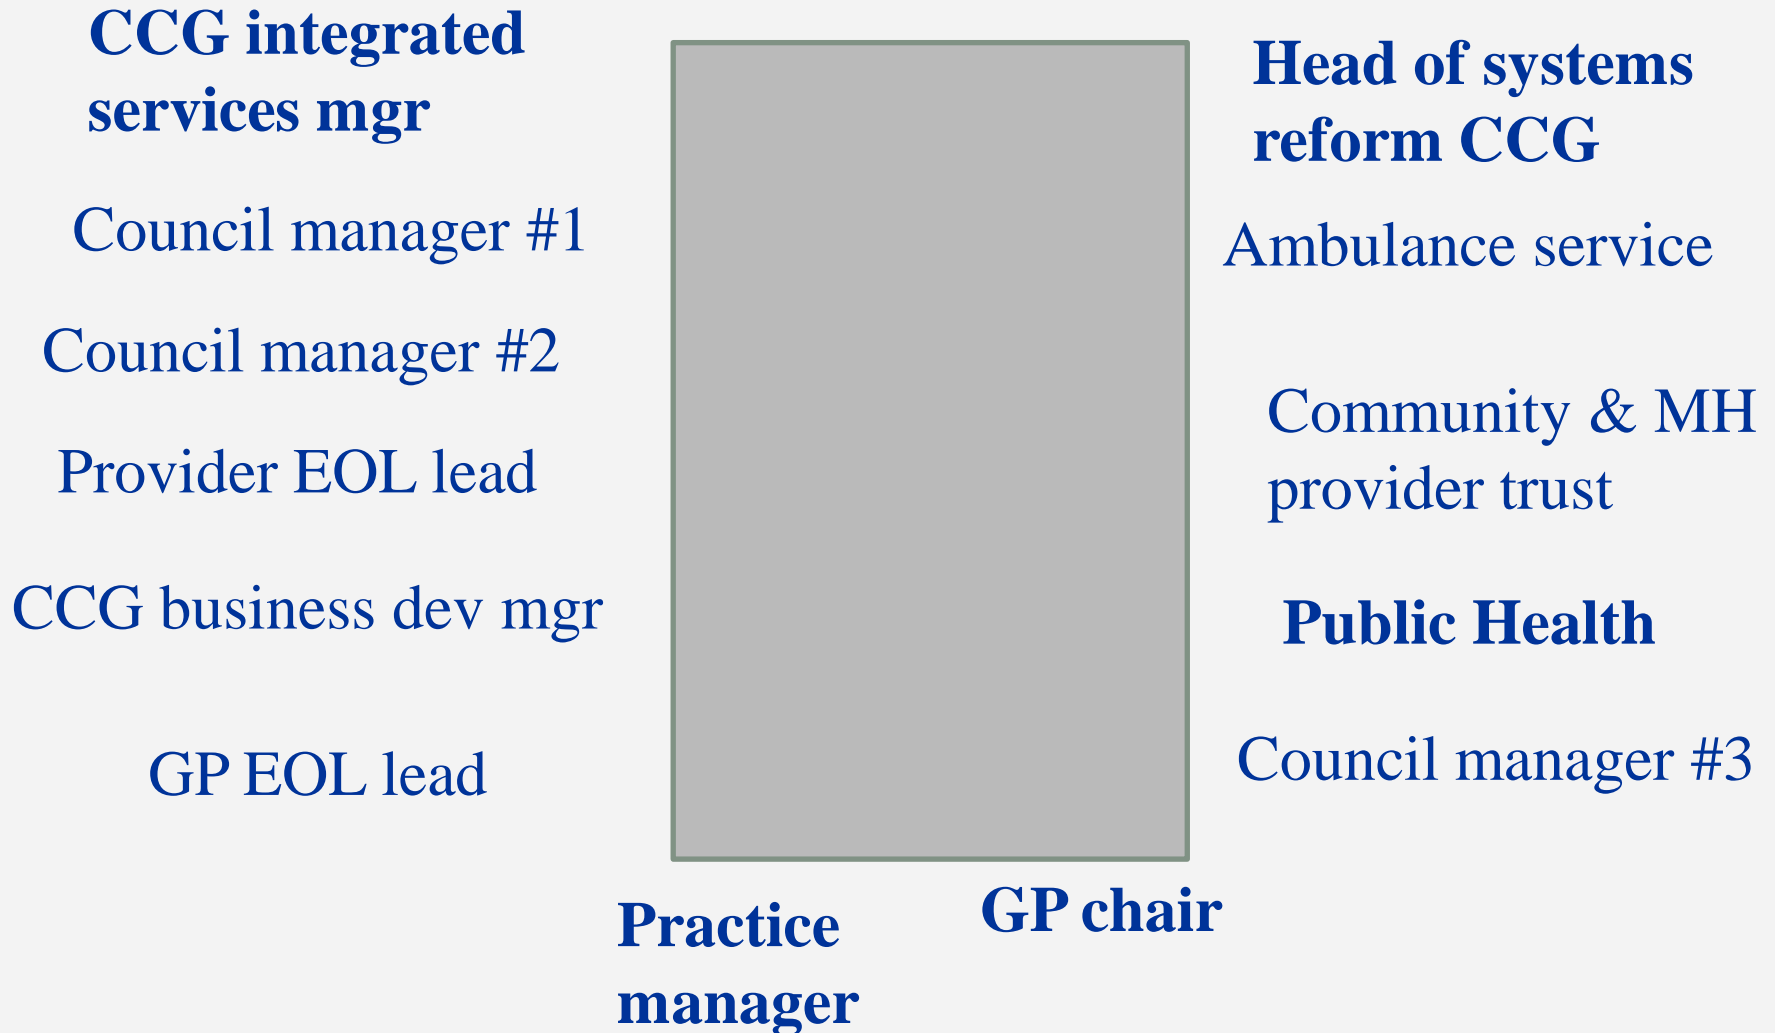 CCG integrated
services mgr
Council manager #1
Council manager #2
Provider EOL lead
CCG business dev mgr
GP EOL lead
Head of systems
reform CCG
Ambulance service
Community & MH
provider trust
Public Health
Council manager #3
Practice
manager
GP chair